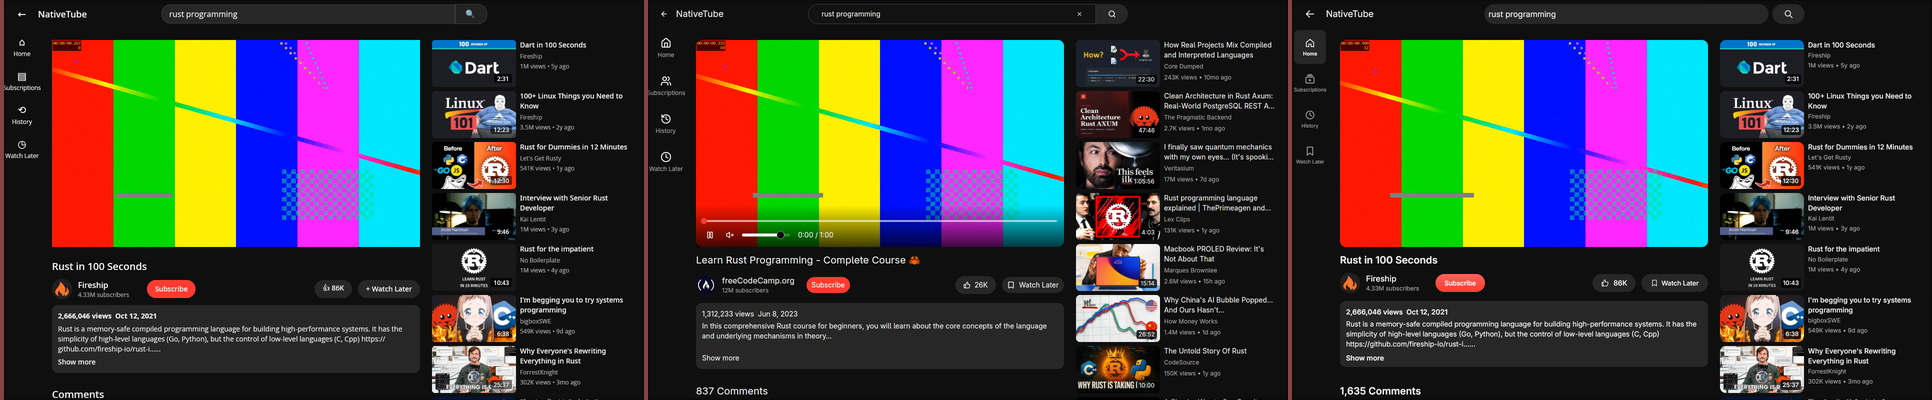 NativeTube
rust programming
Home
Subscriptions
History
Watch Later
Rust in 100 Seconds
Fireship
4.33M subscribers
Subscribe
86K
+ Watch Later
2,666,046 views Oct 12, 2021
Rust is a memory-safe compiled programming language for building high-performance systems. It has the
simplicity of high-level languages (Go, Python), but the control of low-level languages (C, Cpp) https://
github.com/fireship-io/rust-i......
Show more
Comments
100 SECONDS OF
Dart
2:31
Dart in 100 Seconds
Fireship
1M views • 5y ago
Linux
101
12:23
100+ Linux Things you Need to
Know
Fireship
3.5M views • 2y ago
Before
After
12:30
Rust for Dummies in 12 Minutes
Let's Get Rusty
541K views • 1y ago
9:46
Interview with Senior Rust
Developer
Kai Lentit
1M views • 3y ago
LEARN RUST
IN 10 MINUTES
10:43
Rust for the impatient
No Boilerplate
1M views • 4y ago
6:38
I'm begging you to try systems
programming
bigboxSWE
549K views • 9d ago
EVERYTHING IS
25:37
Why Everyone's Rewriting
Everything in Rust
ForrestKnight
302K views • 3mo ago
NativeTube
rust programming
Home
Subscriptions
History
Watch Later
0:00 / 1:00
Learn Rust Programming - Complete Course 🦀
freeCodeCamp.org
12M subscribers
Subscribe
26K
Watch Later
1,312,233 views Jun 8, 2023
In this comprehensive Rust course for beginners, you will learn about the core concepts of the language
and underlying mechanisms in theory...
Show more
837 Comments
How?
22:30
How Real Projects Mix Compiled
and Interpreted Languages
Core Dumped
243K views • 10mo ago
Clean
Architecture
Rust AXUM
47:46
Clean Architecture in Rust Axum:
Real-World PostgreSQL REST A...
The Pragmatic Backend
2.7K views • 1mo ago
This feels
1:05:56
I finally saw quantum mechanics
with my own eyes... (It's spooki...
Veritasium
17M views • 7d ago
4:03
Rust programming language
explained | ThePrimeagen and...
Lex Clips
131K views • 1y ago
15:14
Macbook PROLED Review: It's
Not About That
Marques Brownlee
2.6M views • 15h ago
26:52
Why China's AI Bubble Popped...
And Ours Hasn't...
How Money Works
1.4M views • 1d ago
WHY RUST IS TAKING
10:00
The Untold Story Of Rust
CodeSource
150K views • 1y ago
NativeTube
rust programming
Home
Subscriptions
History
Watch Later
Rust in 100 Seconds
Fireship
4.33M subscribers
Subscribe
86K
Watch Later
2,666,046 views Oct 12, 2021
Rust is a memory-safe compiled programming language for building high-performance systems. It has the
simplicity of high-level languages (Go, Python), but the control of low-level languages (C, Cpp)
https://github.com/fireship-io/rust-i......
Show more
1,635 Comments
100 SECONDS OF
Dart
2:31
Dart in 100 Seconds
Fireship
1M views • 5y ago
Linux
101
12:23
100+ Linux Things you Need to
Know
Fireship
3.5M views • 2y ago
Before
After
12:30
Rust for Dummies in 12 Minutes
Let's Get Rusty
541K views • 1y ago
9:46
Interview with Senior Rust
Developer
Kai Lentit
1M views • 3y ago
LEARN RUST
IN 10 MINUTES
10:43
Rust for the impatient
No Boilerplate
1M views • 4y ago
6:38
I'm begging you to try systems
programming
bigboxSWE
549K views • 9d ago
EVERYTHING IS
25:37
Why Everyone's Rewriting
Everything in Rust
ForrestKnight
302K views • 3mo ago